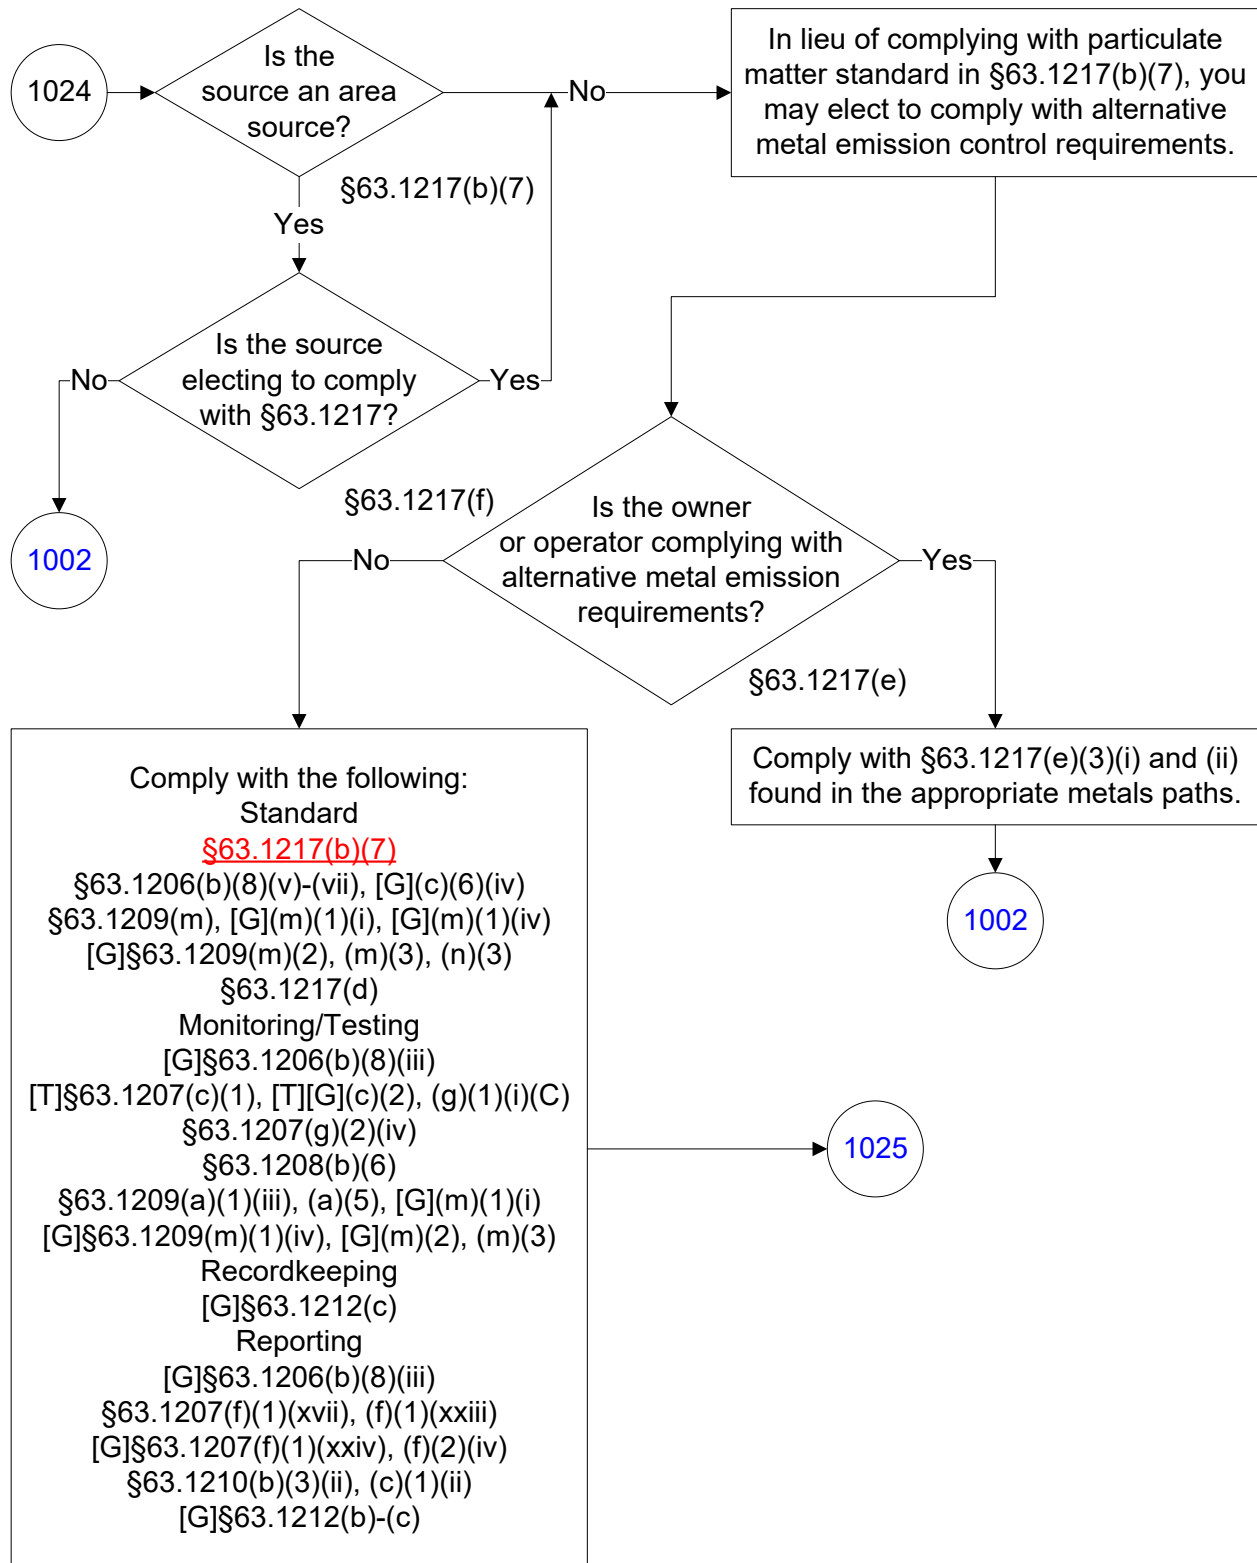 1024
Is the
source an area
source?
No
In lieu of complying with particulate
matter standard in §63.1217(b)(7), you
may elect to comply with alternative
metal emission control requirements.
§63.1217(b)(7)
Yes
Is the source
electing to comply
with §63.1217?
No
Yes
1002
§63.1217(f)
Is the owner
or operator complying with
alternative metal emission
requirements?
No
Yes
§63.1217(e)
Comply with the following:
Standard
§63.1217(b)(7)
§63.1206(b)(8)(v)-(vii), [G](c)(6)(iv)
§63.1209(m), [G](m)(1)(i), [G](m)(1)(iv)
[G]§63.1209(m)(2), (m)(3), (n)(3)
§63.1217(d)
Monitoring/Testing
[G]§63.1206(b)(8)(iii)
[T]§63.1207(c)(1), [T][G](c)(2), (g)(1)(i)(C)
§63.1207(g)(2)(iv)
§63.1208(b)(6)
§63.1209(a)(1)(iii), (a)(5), [G](m)(1)(i)
[G]§63.1209(m)(1)(iv), [G](m)(2), (m)(3)
Recordkeeping
[G]§63.1212(c)
Reporting
[G]§63.1206(b)(8)(iii)
§63.1207(f)(1)(xvii), (f)(1)(xxiii)
[G]§63.1207(f)(1)(xxiv), (f)(2)(iv)
§63.1210(b)(3)(ii), (c)(1)(ii)
[G]§63.1212(b)-(c)
Comply with §63.1217(e)(3)(i) and (ii)
found in the appropriate metals paths.
1002
1025